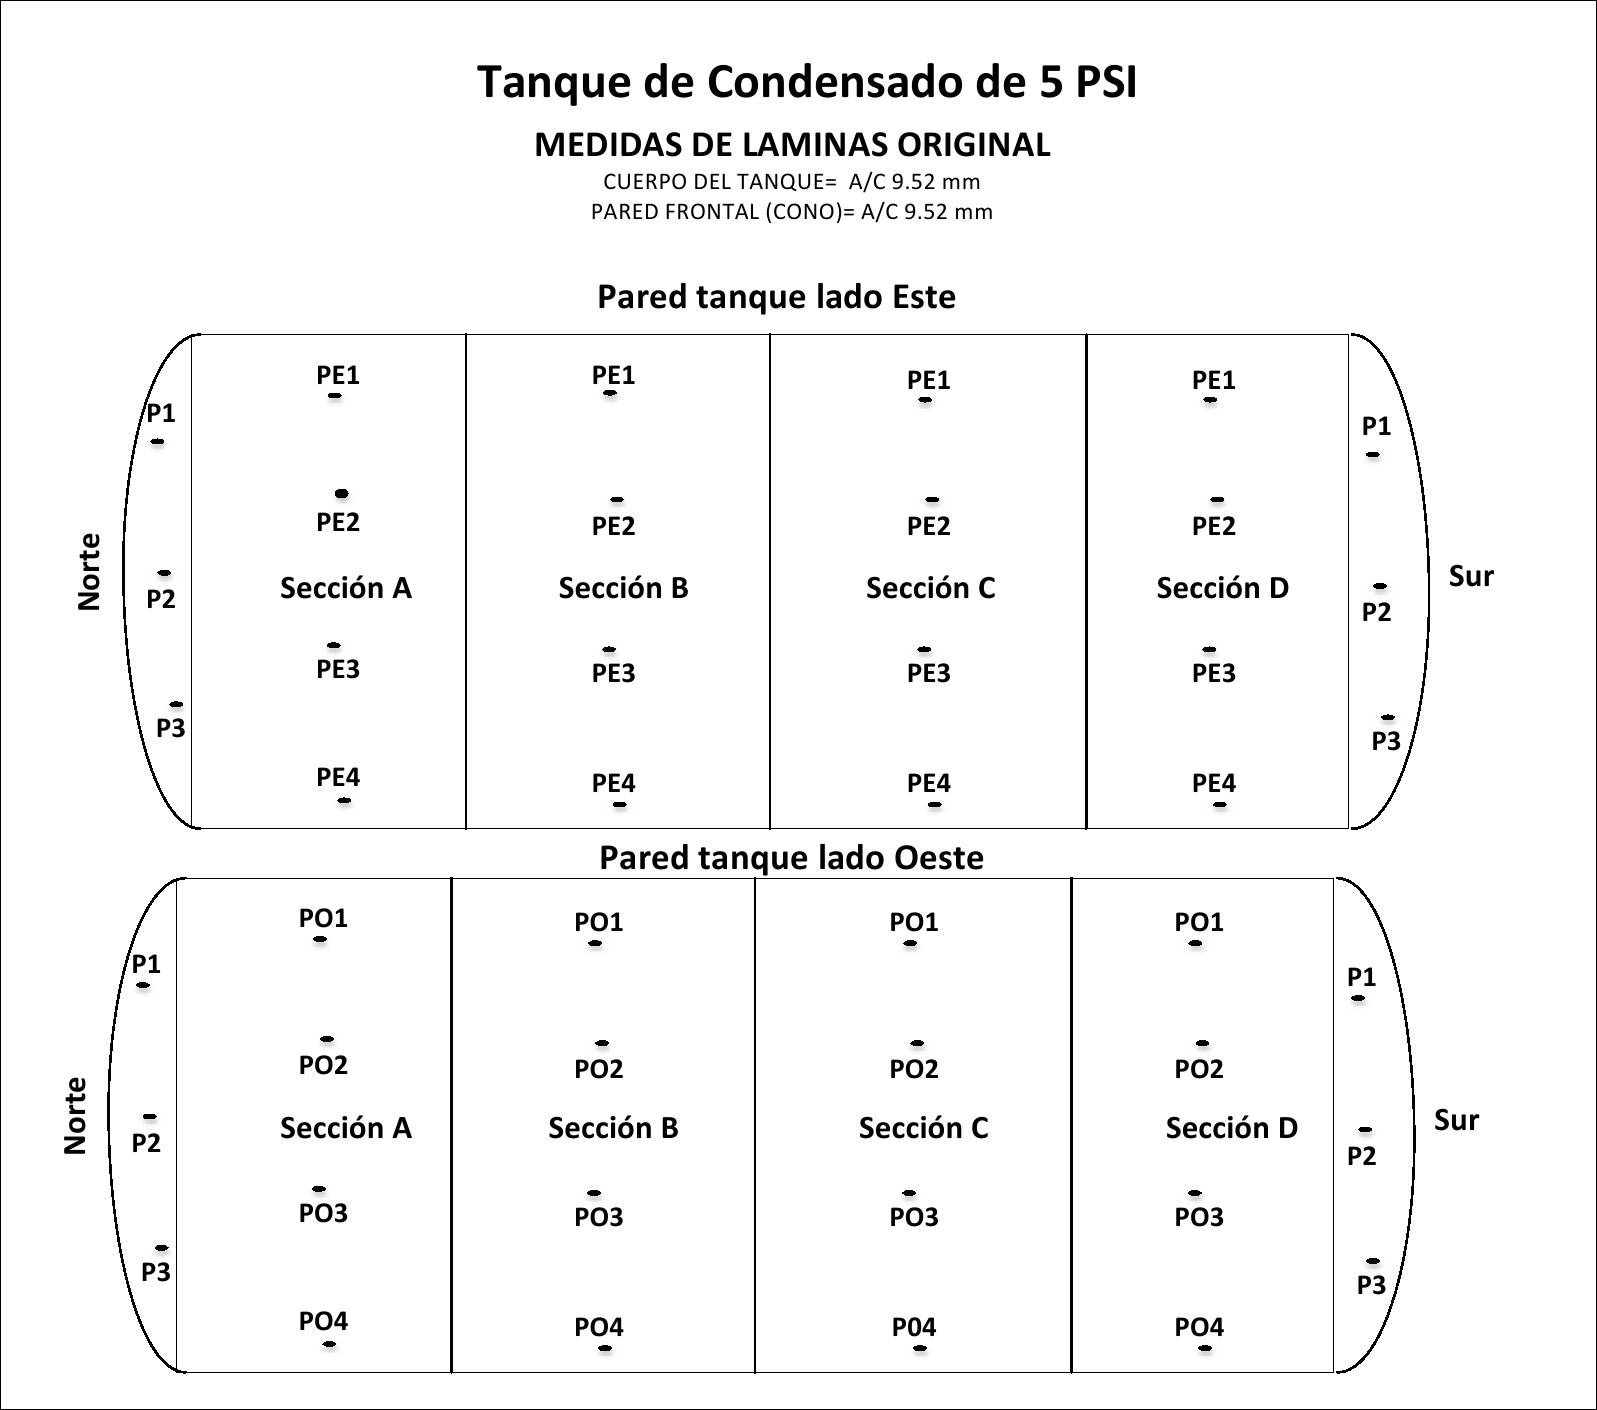 Tanque de Condensado de 5 PSI
MEDIDAS DE LAMINAS ORIGINAL
CUERPO DEL TANQUE= A/C 9.52 mm
PARED FRONTAL (CONO)= A/C 9.52 mm
Pared tanque lado Este
PE1 PE1 PE1 PE1
P1 P1
PE2 PE2 PE2 PE2
Norte Sección A Sección B Sección C Sección D Sur
P2 P2
PE3 PE3 PE3 PE3
P3 P3
PE4 PE4 PE4 PE4
Pared tanque lado Oeste
PO1 PO1 PO1 PO1
P1 P1
PO2 PO2 PO2 PO2
Norte Sección A Sección B Sección C Sección D Sur
P2 P2
PO3 PO3 PO3 PO3
P3 P3
PO4 PO4 P04 PO4